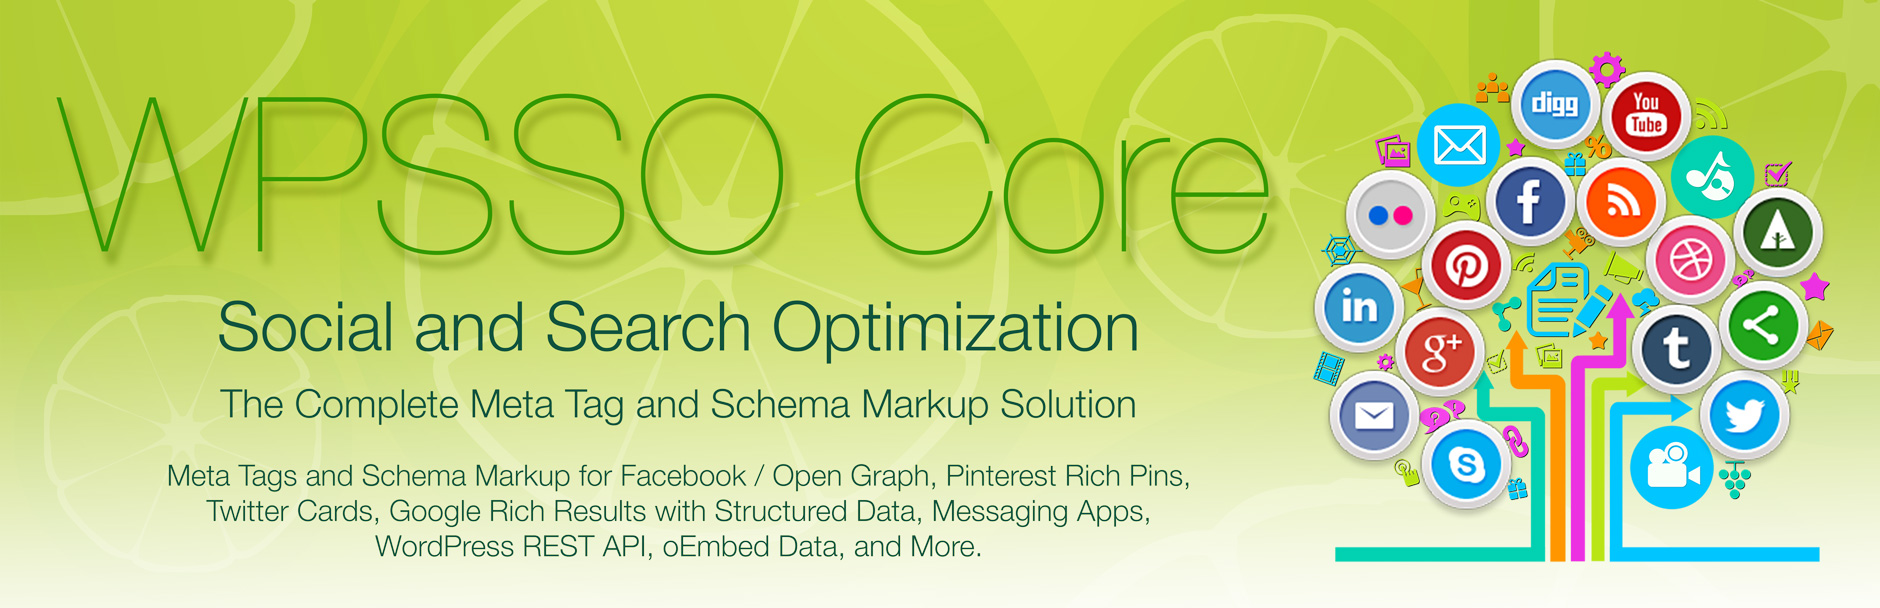 WPSSO Core
Social and Search Optimization
The Complete Meta Tag and Schema Markup Solution
Meta Tags and Schema Markup for Facebook / Open Graph, Pinterest Rich Pins,
Twitter Cards, Google Rich Results with Structured Data, Messaging Apps,
WordPress REST API, oEmbed Data, and More.
digg
You
Tube
%
f
in
g+
t
S
??